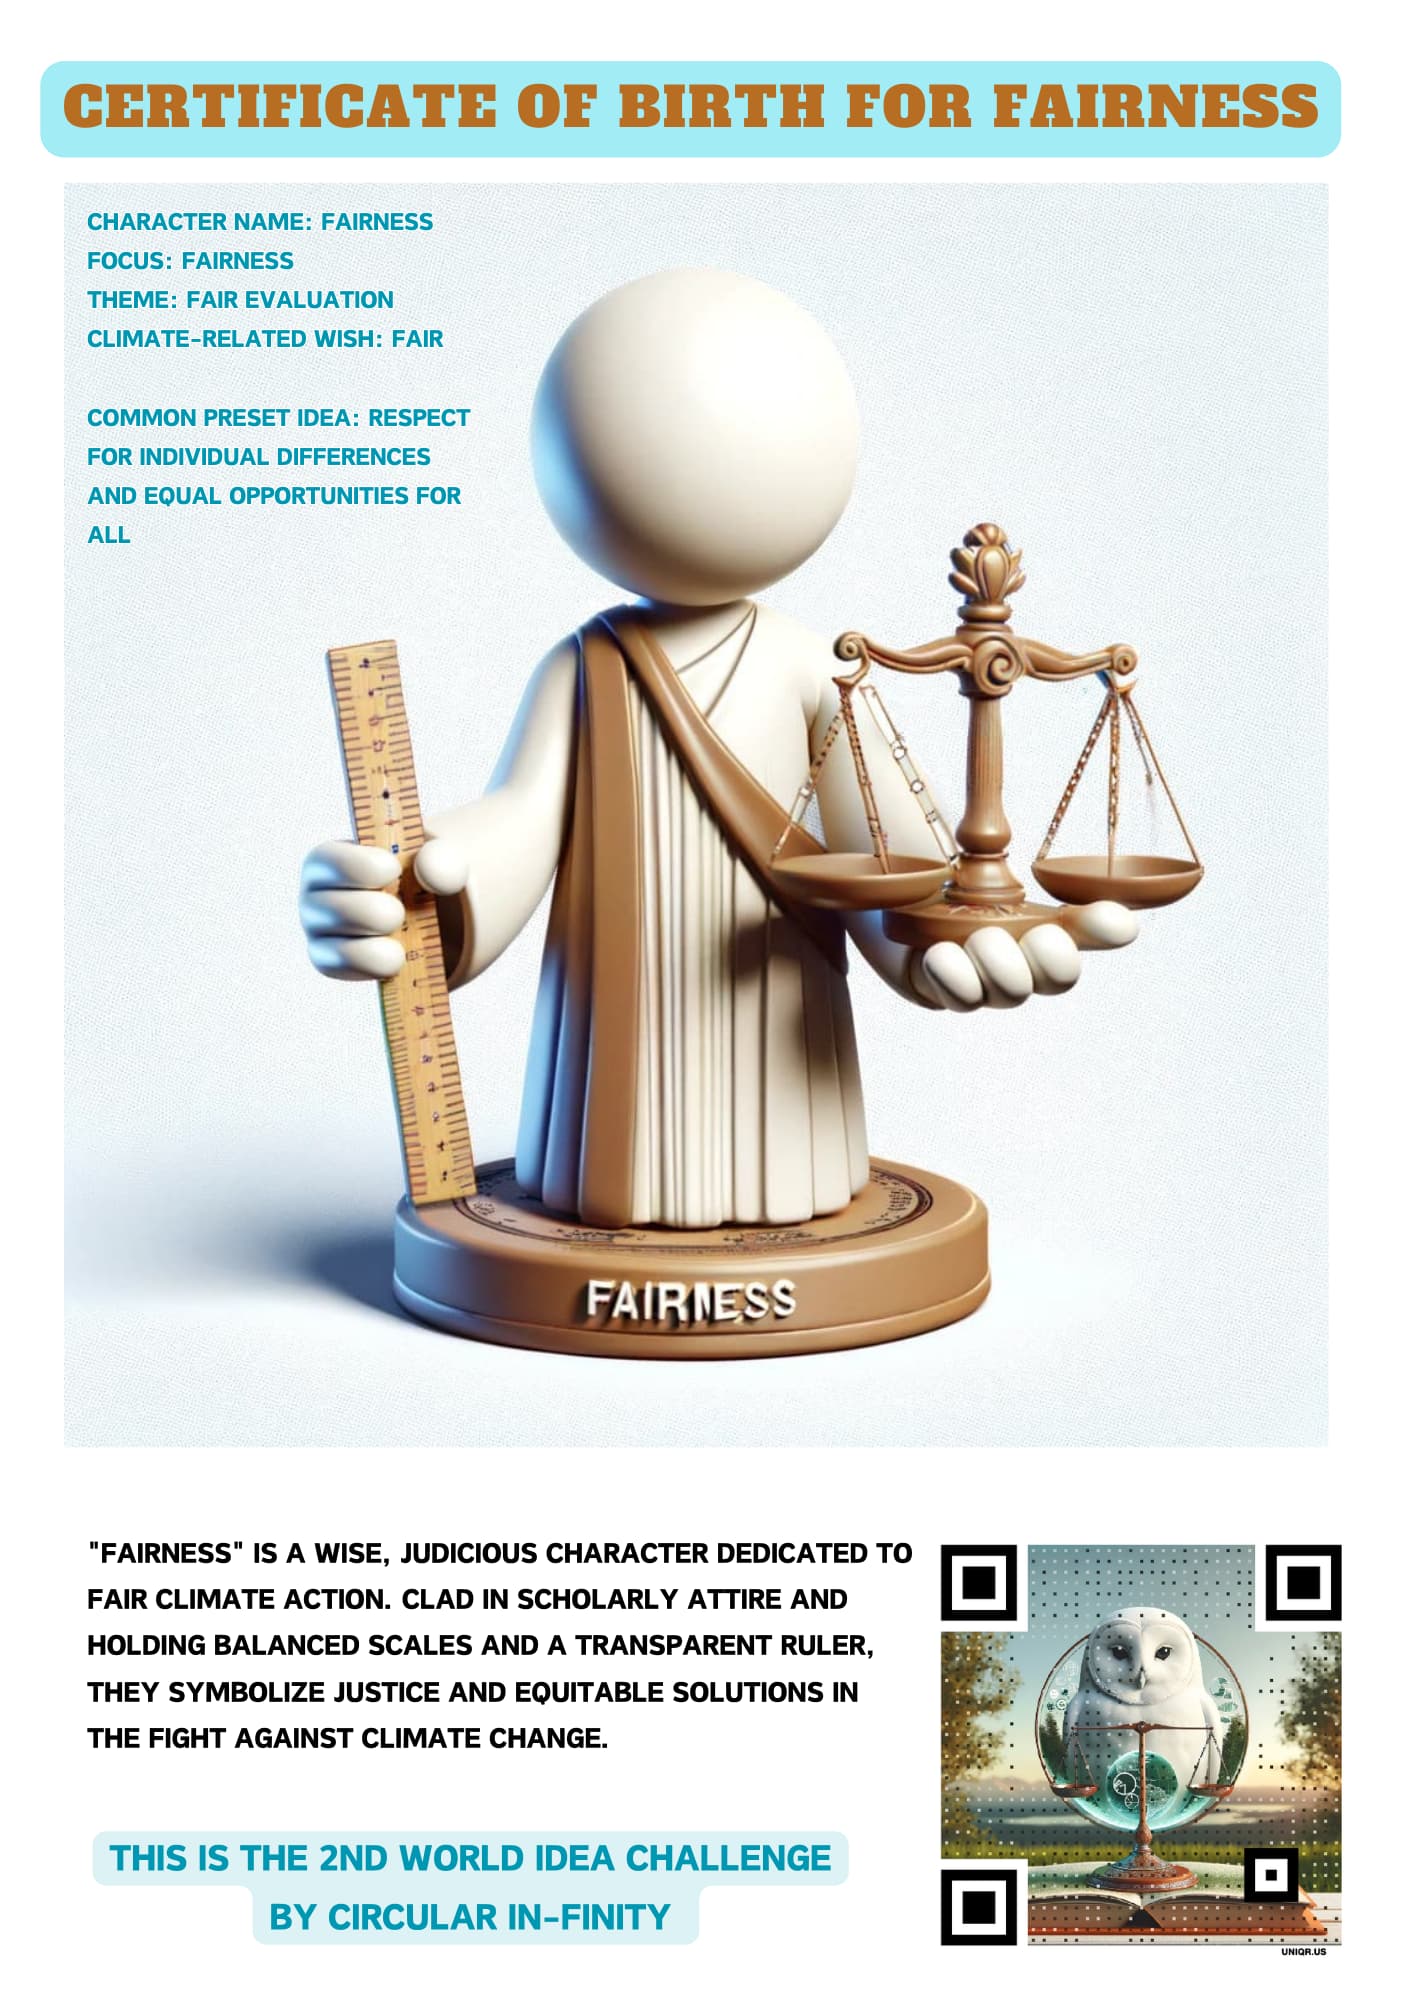 CERTIFICATE OF BIRTH FOR FAIRNESS
CHARACTER NAME: FAIRNESS
FOCUS: FAIRNESS
THEME: FAIR EVALUATION
CLIMATE-RELATED WISH: FAIR
COMMON PRESET IDEA: RESPECT
FOR INDIVIDUAL DIFFERENCES
AND EQUAL OPPORTUNITIES FOR
ALL
FAIRNESS
"FAIRNESS" IS A WISE, JUDICIOUS CHARACTER DEDICATED TO
FAIR CLIMATE ACTION. CLAD IN SCHOLARLY ATTIRE AND
HOLDING BALANCED SCALES AND A TRANSPARENT RULER,
THEY SYMBOLIZE JUSTICE AND EQUITABLE SOLUTIONS IN
THE FIGHT AGAINST CLIMATE CHANGE.
THIS IS THE 2ND WORLD IDEA CHALLENGE
BY CIRCULAR IN-FINITY
UNIQR.US